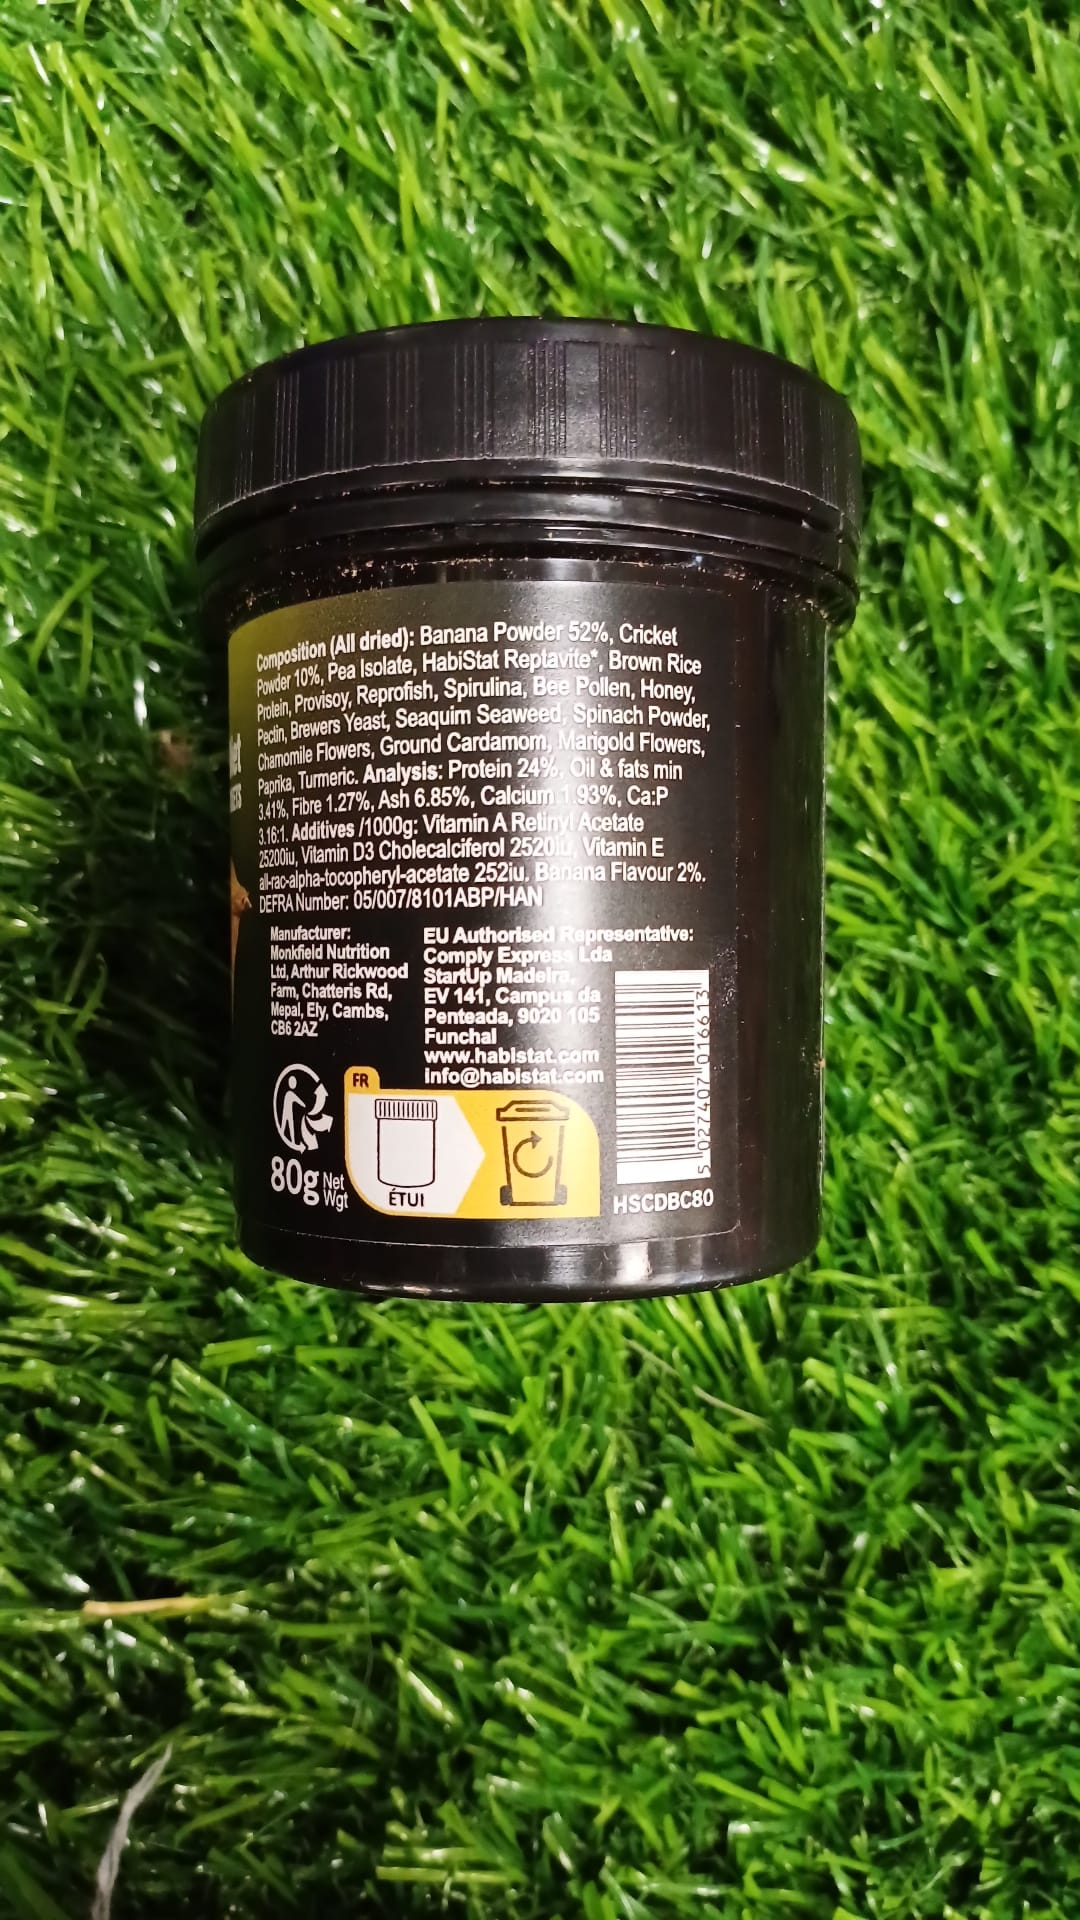 Composition (All dried): Banana Powder 52%, Cricket
Powder 10%, Pea Isolate, HabiStat Reptavite*, Brown Rice
Protein, Provisoy, Reprofish, Spirulina, Bee Pollen, Honey,
Pectin, Brewers Yeast, Seaquim Seaweed, Spinach Powder,
Chamomile Flowers, Ground Cardamom, Marigold Flowers,
Paprika, Turmeric. Analysis: Protein 24%, Oil & fats min
3.41%, Fibre 1.27%, Ash 6.85%, Calcium 1.93%, Ca:P
3.16:1. Additives /1000g: Vitamin A Retinyl Acetate
25200iu, Vitamin D3 Cholecalciferol 2520iu, Vitamin E
all-rac-alpha-tocopheryl-acetate 252iu. Banana Flavour 2%.
DEFRA Number: 05/007/8101ABP/HAN
Manufacturer:
Monkfield Nutrition
Ltd, Arthur Rickwood
Farm, Chatteris Rd,
Mepal, Ely, Cambs,
CB6 2AZ
EU Authorised Representative:
Comply Express Lda
StartUp Madeira,
EV 141, Campus da
Penteada, 9020 105
Funchal
www.habistat.com
info@habistat.com
FR
ÉTUI
80g Net
Wgt
5 027407 016613
HSCDBC80